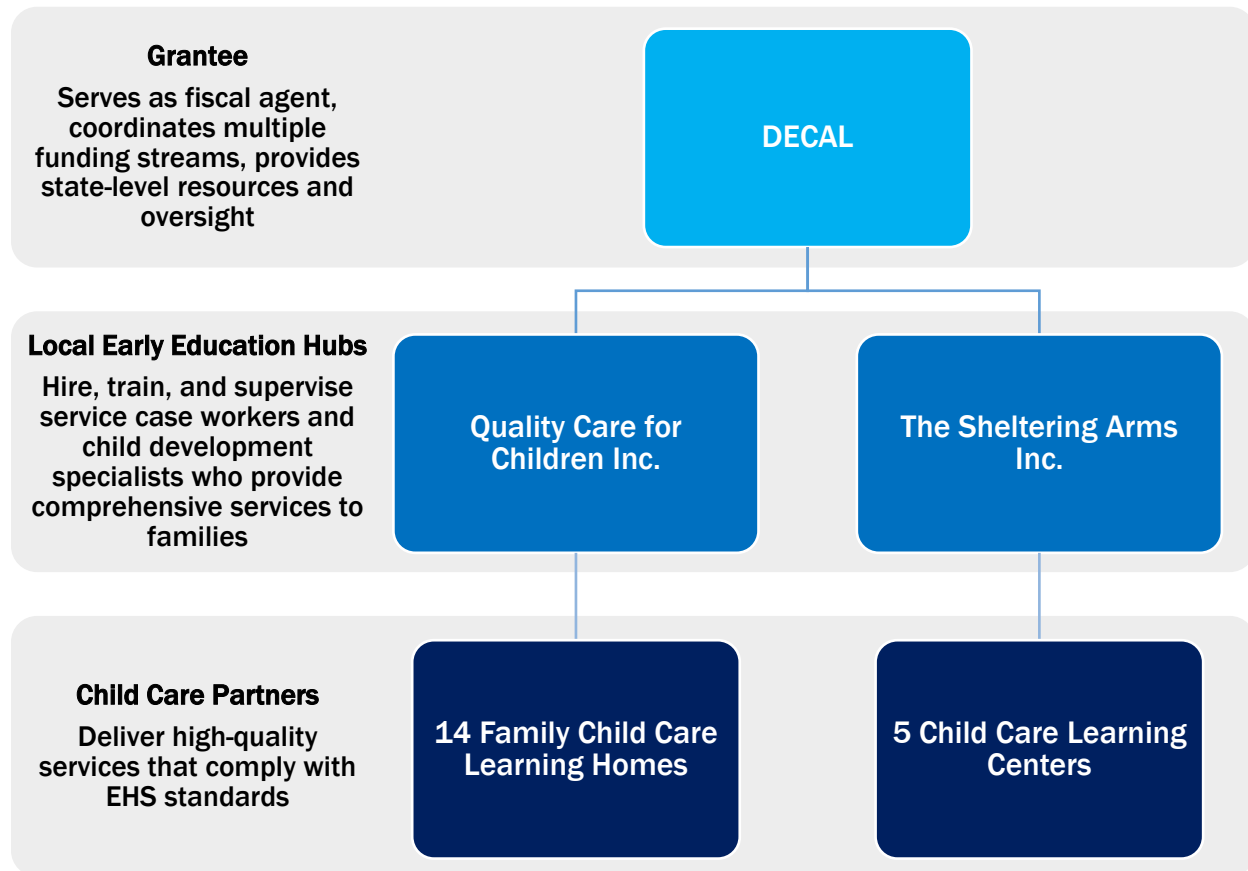 Grantee
Serves as fiscal agent,
coordinates multiple
funding streams, provides
state-level resources and
oversight
DECAL
Local Early Education Hubs
Hire, train, and supervise
service case workers and
child development
specialists who provide
comprehensive services to
families
Quality Care for
Children Inc.
The Sheltering Arms
Inc.
Child Care Partners
Deliver high-quality
services that comply with
EHS standards
14 Family Child Care
Learning Homes
5 Child Care Learning
Centers